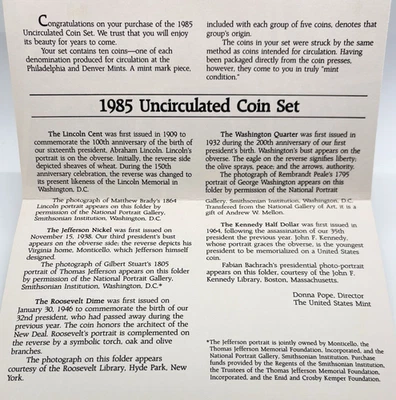 Congratulations on your purchase of the 1985
Uncirculated Coin Set. We trust that you will enjoy
its beauty for years to come.
Your set contains ten coins—one of each
denomination produced for circulation at the
Philadelphia and Denver Mints. A mint mark piece,
included with each group of five coins, denotes that
group's origin.
The coins in your set were struck by the same
method as coins intended for circulation. Having
been packaged directly from the coin presses,
however, they come to you in truly "mint
condition."
1985 Uncirculated Coin Set
The Lincoln Cent was first issued in 1909 to
commemorate the 100th anniversary of the birth of
our sixteenth president, Abraham Lincoln. Lincoln's
portrait is on the obverse. Initially, the reverse side
depicted sheaves of wheat. During the 150th
anniversary celebration, the reverse was changed to
its present likeness of the Lincoln Memorial in
Washington, D.C.
The photograph of Matthew Brady's 1864
Lincoln portrait appears on this folder by
permission of the National Portrait Gallery,
Smithsonian Institution, Washington, D.C.
The Jefferson Nickel was first issued on
November 15, 1938. Our third president's bust
appears on the obverse side; the reverse depicts his
Virginia home, Monticello, which Jefferson himself
designed.
The photograph of Gilbert Stuart's 1805
portrait of Thomas Jefferson appears on this folder
by permission of the National Portrait Gallery,
Smithsonian Institution, Washington, D.C.*
The Roosevelt Dime was first issued on
January 30, 1946 to commemorate the birth of our
32nd president, who had passed away during the
previous year. The coin honors the architect of the
New Deal. Roosevelt's portrait is complemented on
the reverse by a symbolic torch, oak and olive
branches.
The photograph on this folder appears
courtesy of the Roosevelt Library, Hyde Park, New
York.
The Washington Quarter was first issued in
1932 during the 200th anniversary of our first
president's birth. Washington's bust appears on the
obverse. The eagle on the reverse signifies liberty;
the olive sprays, peace; and the arrows, authority.
The photograph of Rembrandt Peale's 1795
portrait of George Washington appears on this
folder by permission of the National Portrait
Gallery, Smithsonian Institution, Washington, D.C.
Transfered from the National Gallery of Art, it is a
gift of Andrew W. Mellon.
The Kennedy Half Dollar was first issued in
1964, following the assassination of our 35th
president the previous year. John F. Kennedy,
whose portrait graces the obverse, is the youngest
president to be memorialized on a United States
coin.
Fabian Bachrach's presidential photo-portrait
appears on this folder, courtesy of the John F.
Kennedy Library, Boston, Massachusetts.
Donna Pope, Director
The United States Mint
*The Jefferson portrait is jointly owned by Monticello, the
Thomas Jefferson Memorial Foundation, Incorporated, and the
National Portrait Gallery, Smithsonian Institution. Purchase
funds provided by the Regents of the Smithsonian Institution,
the Trustees of the Thomas Jefferson Memorial Foundation,
Incorporated, and the Enid and Crosby Kemper Foundation.